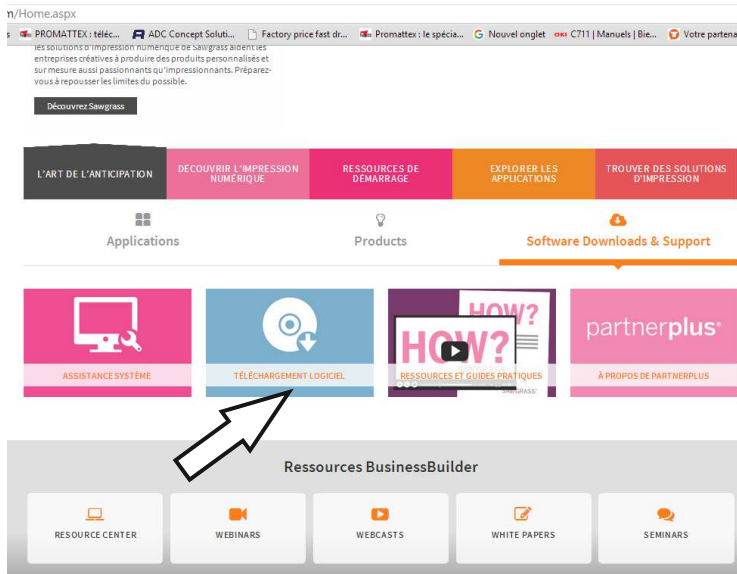 m/Home.aspx
s PROMATTEX : téléc... ADC Concept Soluti... Factory price fast dr... Promattex : le spécia... Nouvel onglet OKI C711 | Manuels | Bie... Votre partena
les solutions d'impression numérique de Sawgrass aident les
entreprises créatives à produire des produits personnalisés et
sur mesure aussi passionnants qu'impressionnants. Préparez-
vous à repousser les limites du possible.
Découvrez Sawgrass
L'ART DE L'ANTICIPATION
DÉCOUVRIR L'IMPRESSION
NUMÉRIQUE
RESSOURCES DE
DÉMARRAGE
EXPLORER LES
APPLICATIONS
TROUVER DES SOLUTIONS
D'IMPRESSION
Applications
Products
Software Downloads & Support
ASSISTANCE SYSTÈME
TÉLÉCHARGEMENT LOGICIEL
HOW?
HOW?
RESSOURCES ET GUIDES PRATIQUES
SAWGRASS
partnerplus
À PROPOS DE PARTNERPLUS
Ressources BusinessBuilder
RESOURCE CENTER
WEBINARS
WEBCASTS
WHITE PAPERS
SEMINARS